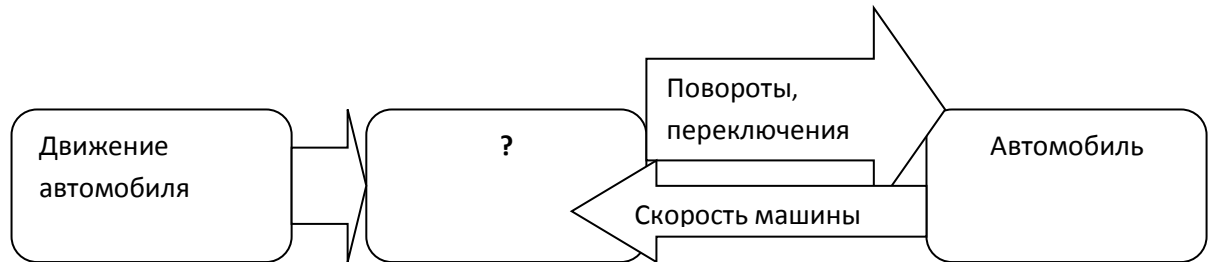 Движение
автомобиля
?
Повороты,
переключения
Скорость машины
Автомобиль